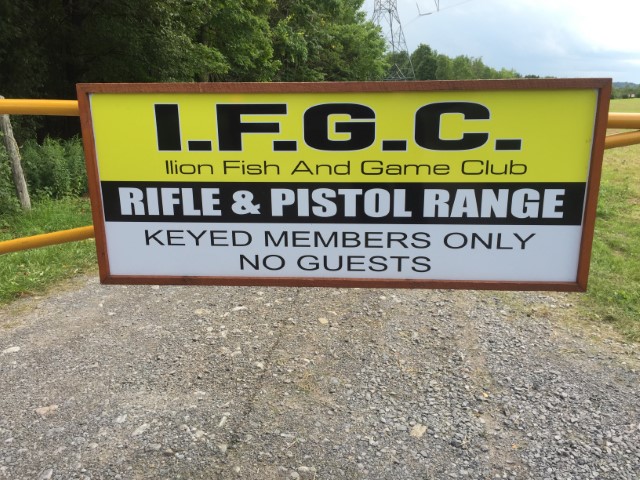 I.F.G.C.
Ilion Fish And Game Club
RIFLE & PISTOL RANGE
KEYED MEMBERS ONLY
NO GUESTS